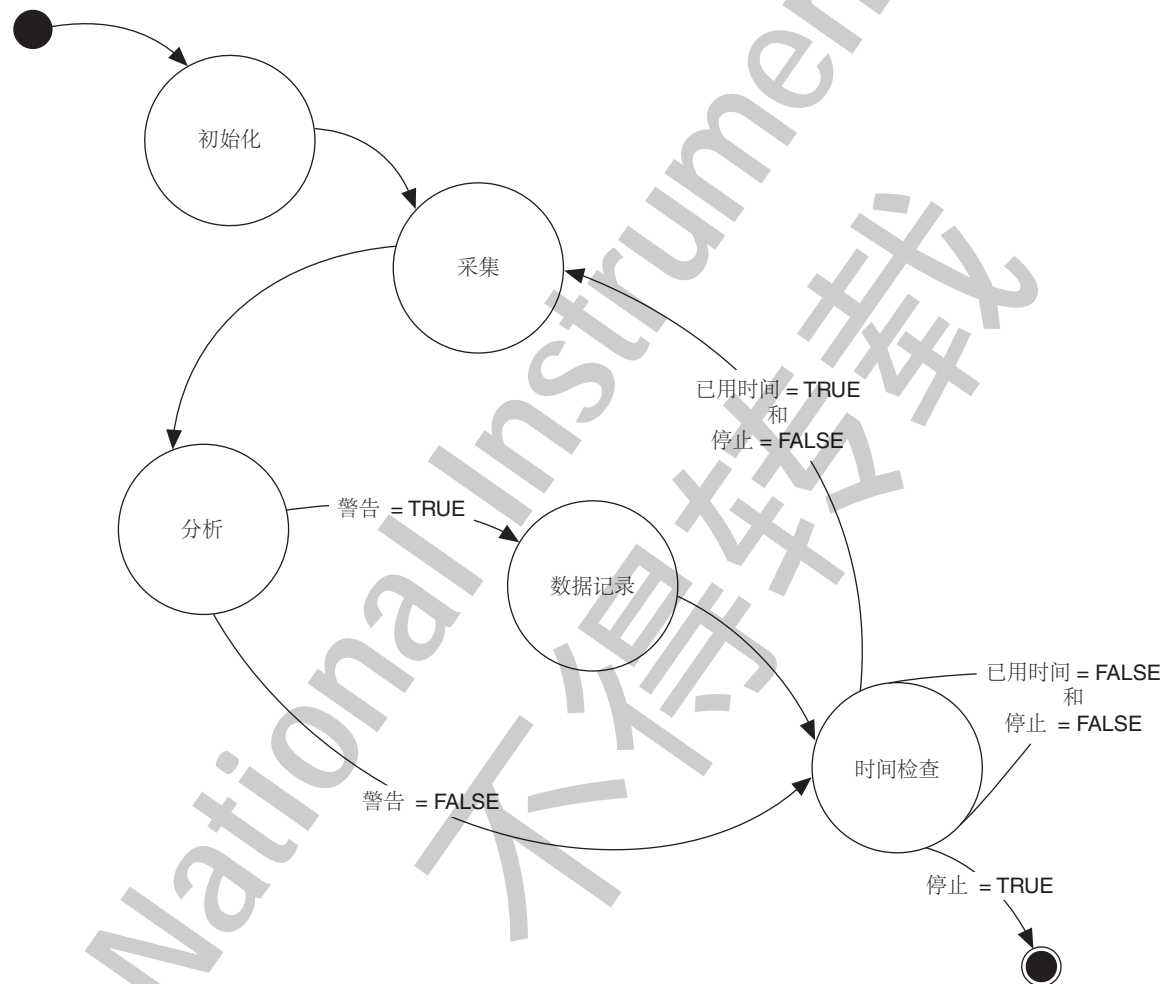 初始化
采集
已用时间 = TRUE
和
停止 = FALSE
分析
警告 = TRUE
数据记录
已用时间 = FALSE
和
停止 = FALSE
时间检查
警告 = FALSE
停止 = TRUE
National Instrumen
不得转载